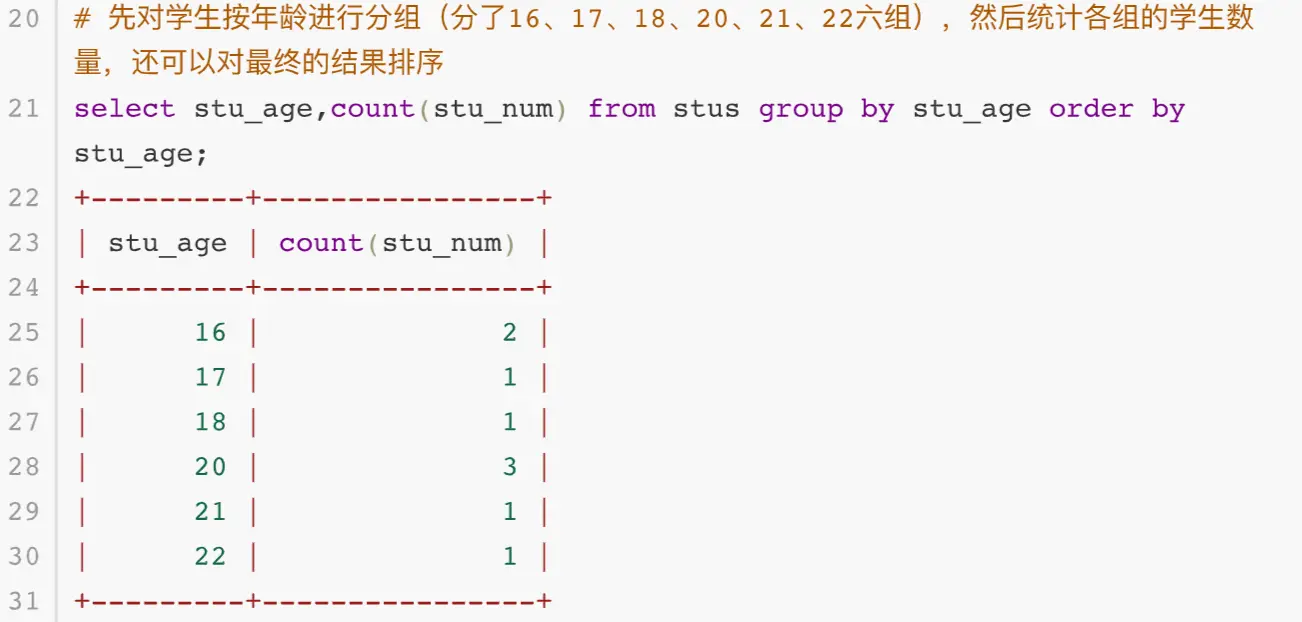 20 # 先对学生按年龄进行分组（分了16、17、18、20、21、22六组），然后统计各组的学生数
量，还可以对最终的结果排序
21 select stu_age,count(stu_num) from stus group by stu_age order by
stu_age;
22 +---------+----------------+
23 | stu_age | count(stu_num) |
24 +---------+----------------+
25 |      16 |              2 |
26 |      17 |              1 |
27 |      18 |              1 |
28 |      20 |              3 |
29 |      21 |              1 |
30 |      22 |              1 |
31 +---------+----------------+